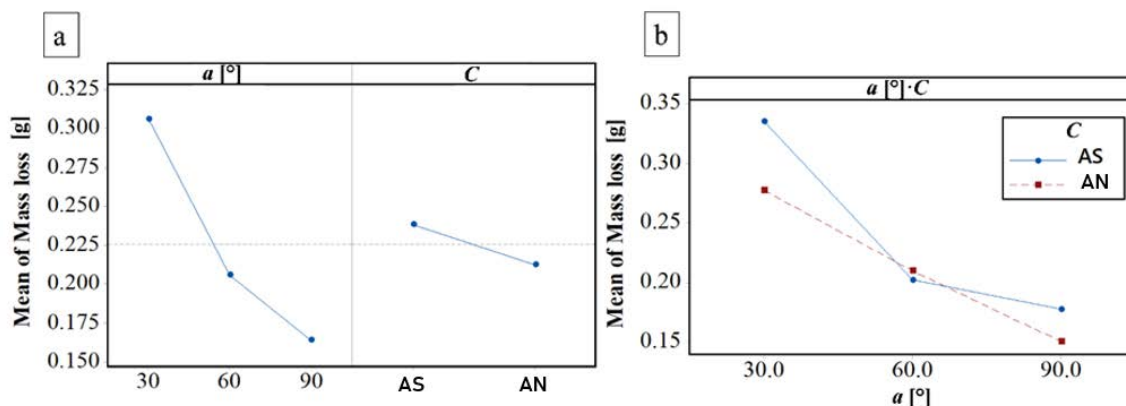 a
a [°] C
Mean of Mass loss [g]
0.325
0.300
0.275
0.250
0.225
0.200
0.175
0.150
30 60 90 AS AN
b
a [°]·C
Mean of Mass loss [g]
0.35
0.30
0.25
0.20
0.15
C
AS
AN
30.0 60.0 90.0
a [°]